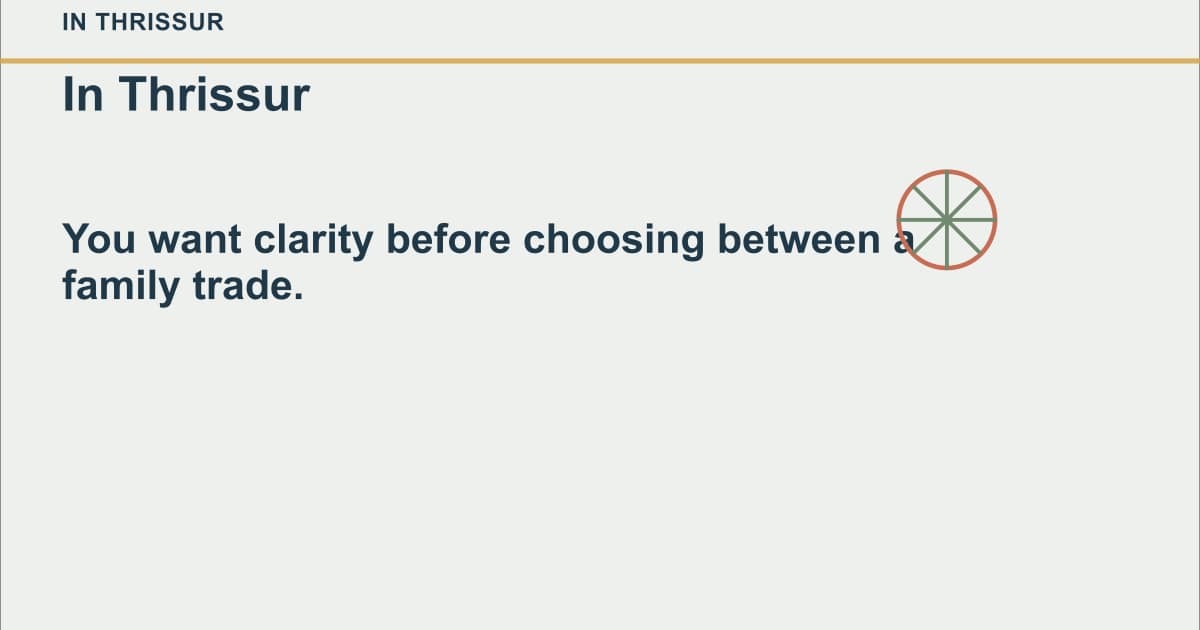 IN THRISSUR
In Thrissur
You want clarity before choosing between a
family trade.